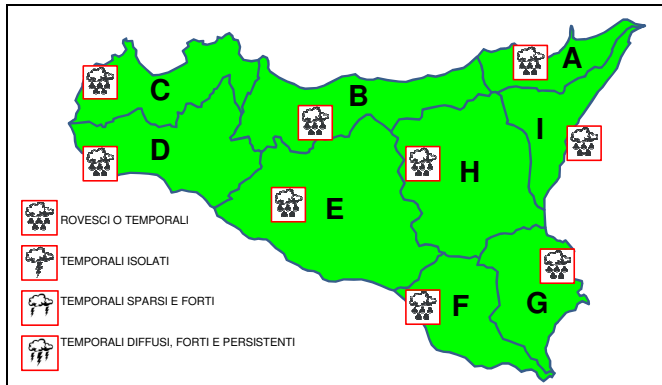 A
B
C
I
D
H
E
F
G
ROVESCI O TEMPORALI
TEMPORALI ISOLATI
TEMPORALI SPARSI E FORTI
TEMPORALI DIFFUSI, FORTI E PERSISTENTI